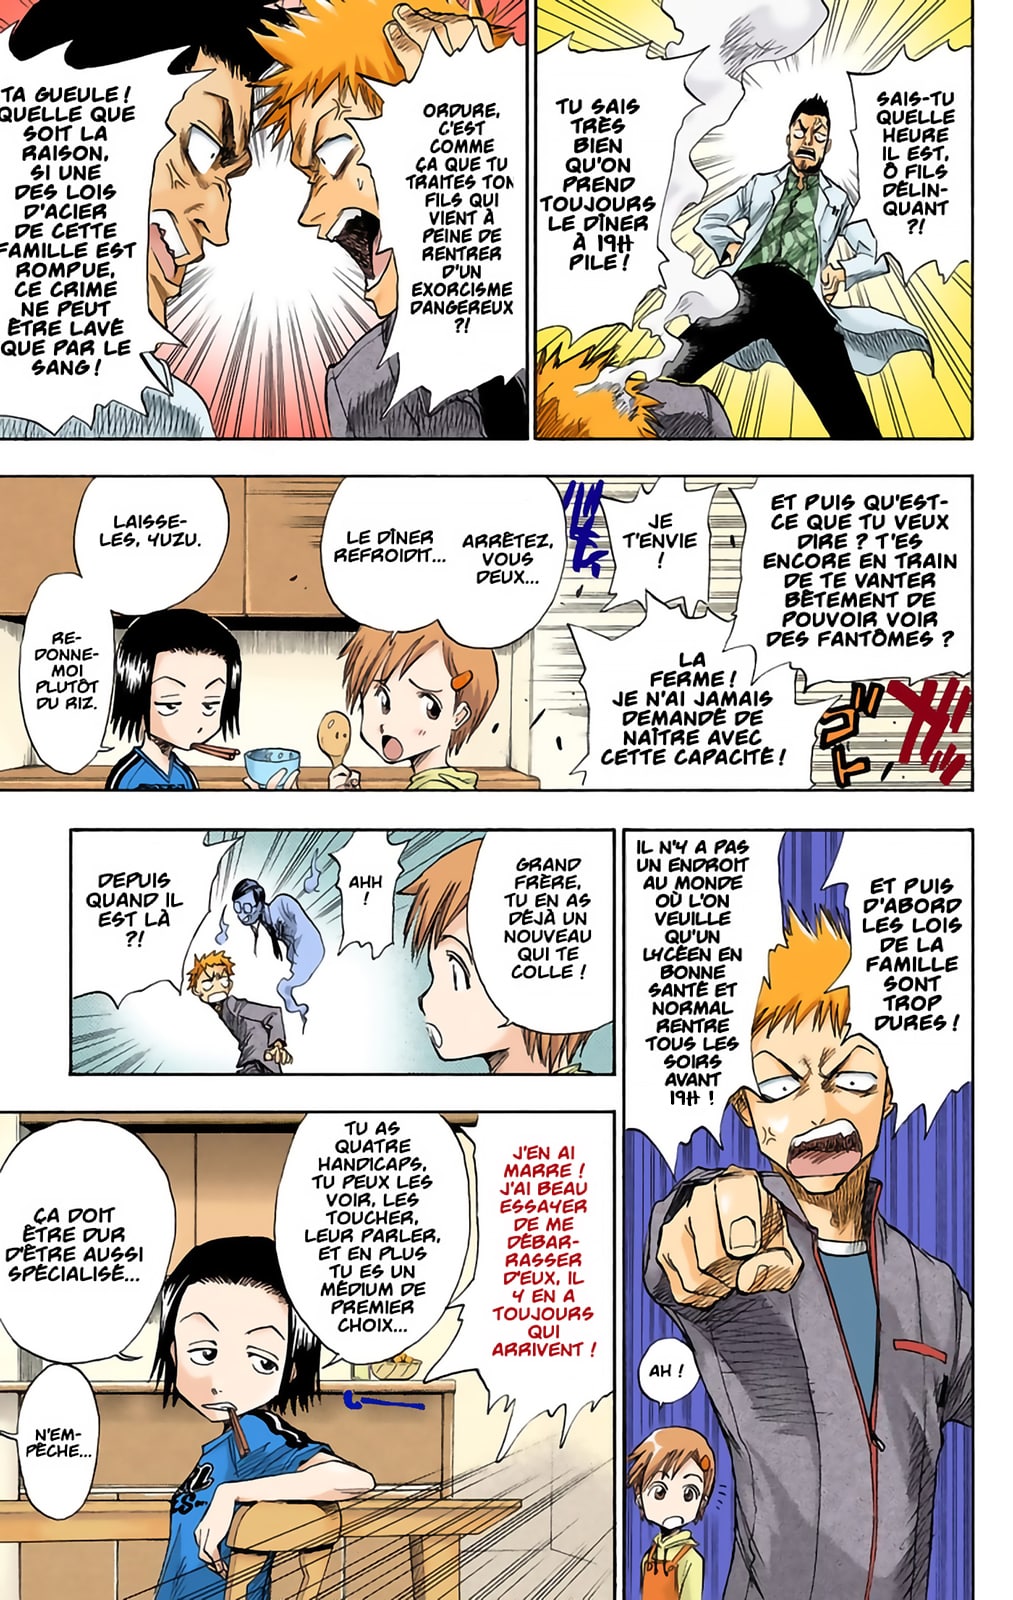 SAIS-TU
QUELLE
HEURE
IL EST,
Ô FILS
DÉLIN-
QUANT
?!
TU SAIS
TRÈS
BIEN
QU'ON
PREND
TOUJOURS
LE DÎNER
À 19H
PILE !
ORDURE,
C'EST
COMME
ÇA QUE TU
TRAITES TON
FILS QUI
VIENT À
PEINE DE
RENTRER
D'UN
EXORCISME
DANGEREUX
?!
TA GUEULE !
QUELLE QUE
SOIT LA
RAISON,
SI UNE
DES LOIS
D'ACIER
DE CETTE
FAMILLE EST
ROMPUE,
CE CRIME
NE PEUT
ÊTRE LAVÉ
QUE PAR LE
SANG !
ET PUIS QU'EST-
CE QUE TU VEUX
DIRE ? T'ES
ENCORE EN TRAIN
DE TE VANTER
BÊTEMENT DE
POUVOIR VOIR
DES FANTÔMES ?
JE
T'ENVIE
!
LA
FERME !
JE N'AI JAMAIS
DEMANDÉ DE
NAÎTRE AVEC
CETTE CAPACITÉ !
ゴト
ARRÊTEZ,
VOUS
DEUX...
LE DÎNER
REFROIDIT...
LAISSE-
LES, YUZU.
RE-
DONNE-
MOI
PLUTÔT
DU RIZ.
ET PUIS
D'ABORD
LES LOIS
DE LA
FAMILLE
SONT
TROP
DURES !
IL N'Y A PAS
UN ENDROIT
AU MONDE
OÙ L'ON
VEUILLE
QU'UN
LYCÉEN EN
BONNE
SANTÉ ET
NORMAL
RENTRE
TOUS LES
SOIRS
AVANT
19H !
AH !
GRAND
FRÈRE,
TU EN AS
DÉJÀ UN
NOUVEAU
QUI TE
COLLE !
AHH
!
DEPUIS
QUAND IL
EST LÀ
?!
J'EN AI
MARRE !
J'AI BEAU
ESSAYER
DE ME
DÉBAR-
RASSER
D'EUX, IL
Y EN A
TOUJOURS
QUI
ARRIVENT !
TU AS
QUATRE
HANDICAPS,
TU PEUX LES
VOIR, LES
TOUCHER,
LEUR PARLER,
ET EN PLUS
TU ES UN
MÉDIUM DE
PREMIER
CHOIX...
ÇA DOIT
ÊTRE DUR
D'ÊTRE AUSSI
SPÉCIALISÉ...
N'EM-
PÊCHE...